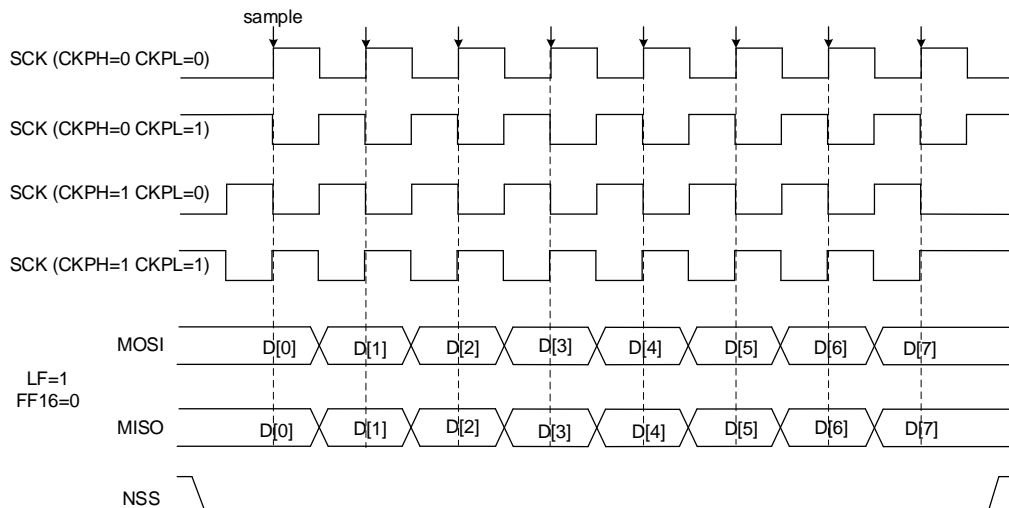 sample
SCK (CKPH=0 CKPL=0)
SCK (CKPH=0 CKPL=1)
SCK (CKPH=1 CKPL=0)
SCK (CKPH=1 CKPL=1)
MOSI D[0] D[1] D[2] D[3] D[4] D[5] D[6] D[7]
LF=1
FF16=0
MISO D[0] D[1] D[2] D[3] D[4] D[5] D[6] D[7]
NSS